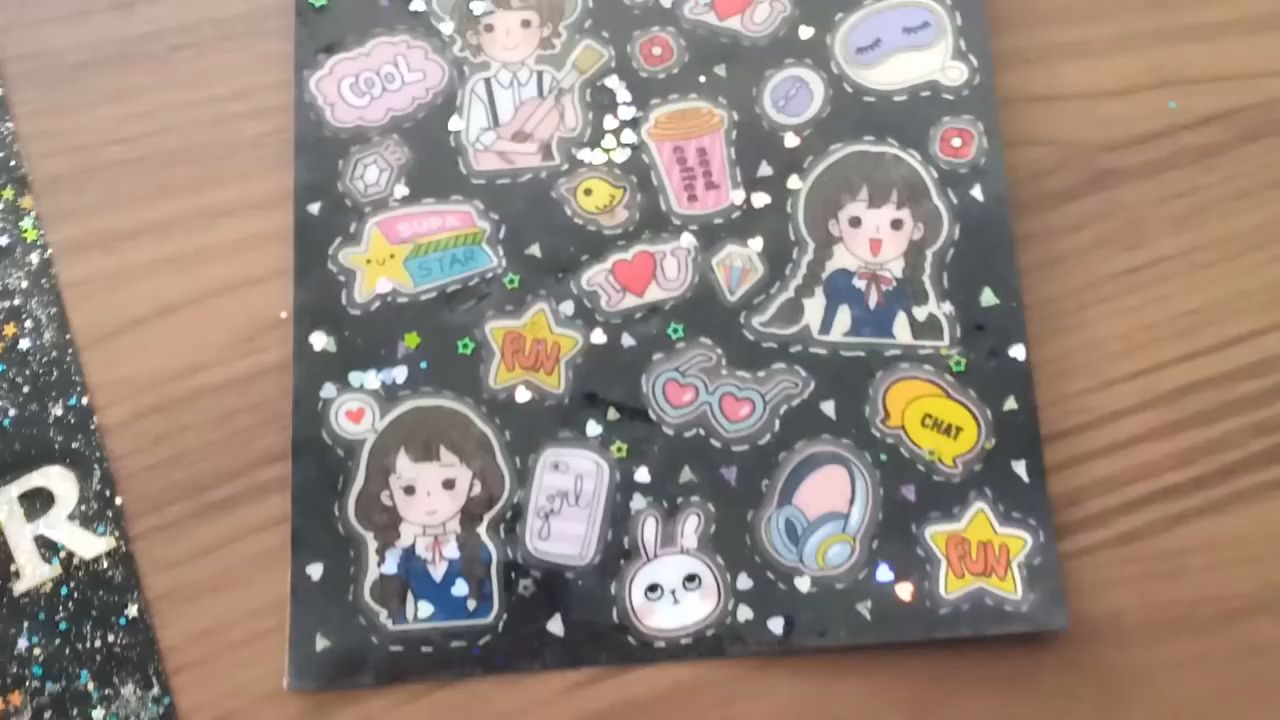 I ❤ U
COOL
need
coffee
SUPA
STAR
I ❤ U
FUN
CHAT
girl
FUN
R